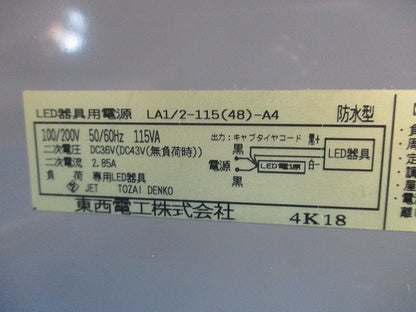 LED器具用電源 LA1/2-115(48)-A4 防水型
100/200V 50/60Hz 115VA
二次電圧 DC36V(DC43V(無負荷時))
二次電流 2.85A
負荷 専用LED器具
JET TOZAI DENKO
出力：キャブタイヤコード 黒+
黒
電源
LED電源
白-
LED器具
黒
東西電工株式会社 4K18